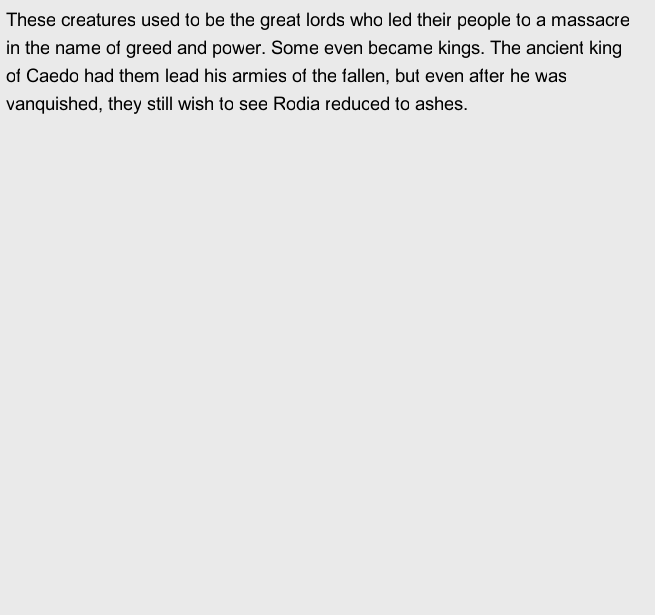 These creatures used to be the great lords who led their people to a massacre
in the name of greed and power. Some even became kings. The ancient king
of Caedo had them lead his armies of the fallen, but even after he was
vanquished, they still wish to see Rodia reduced to ashes.